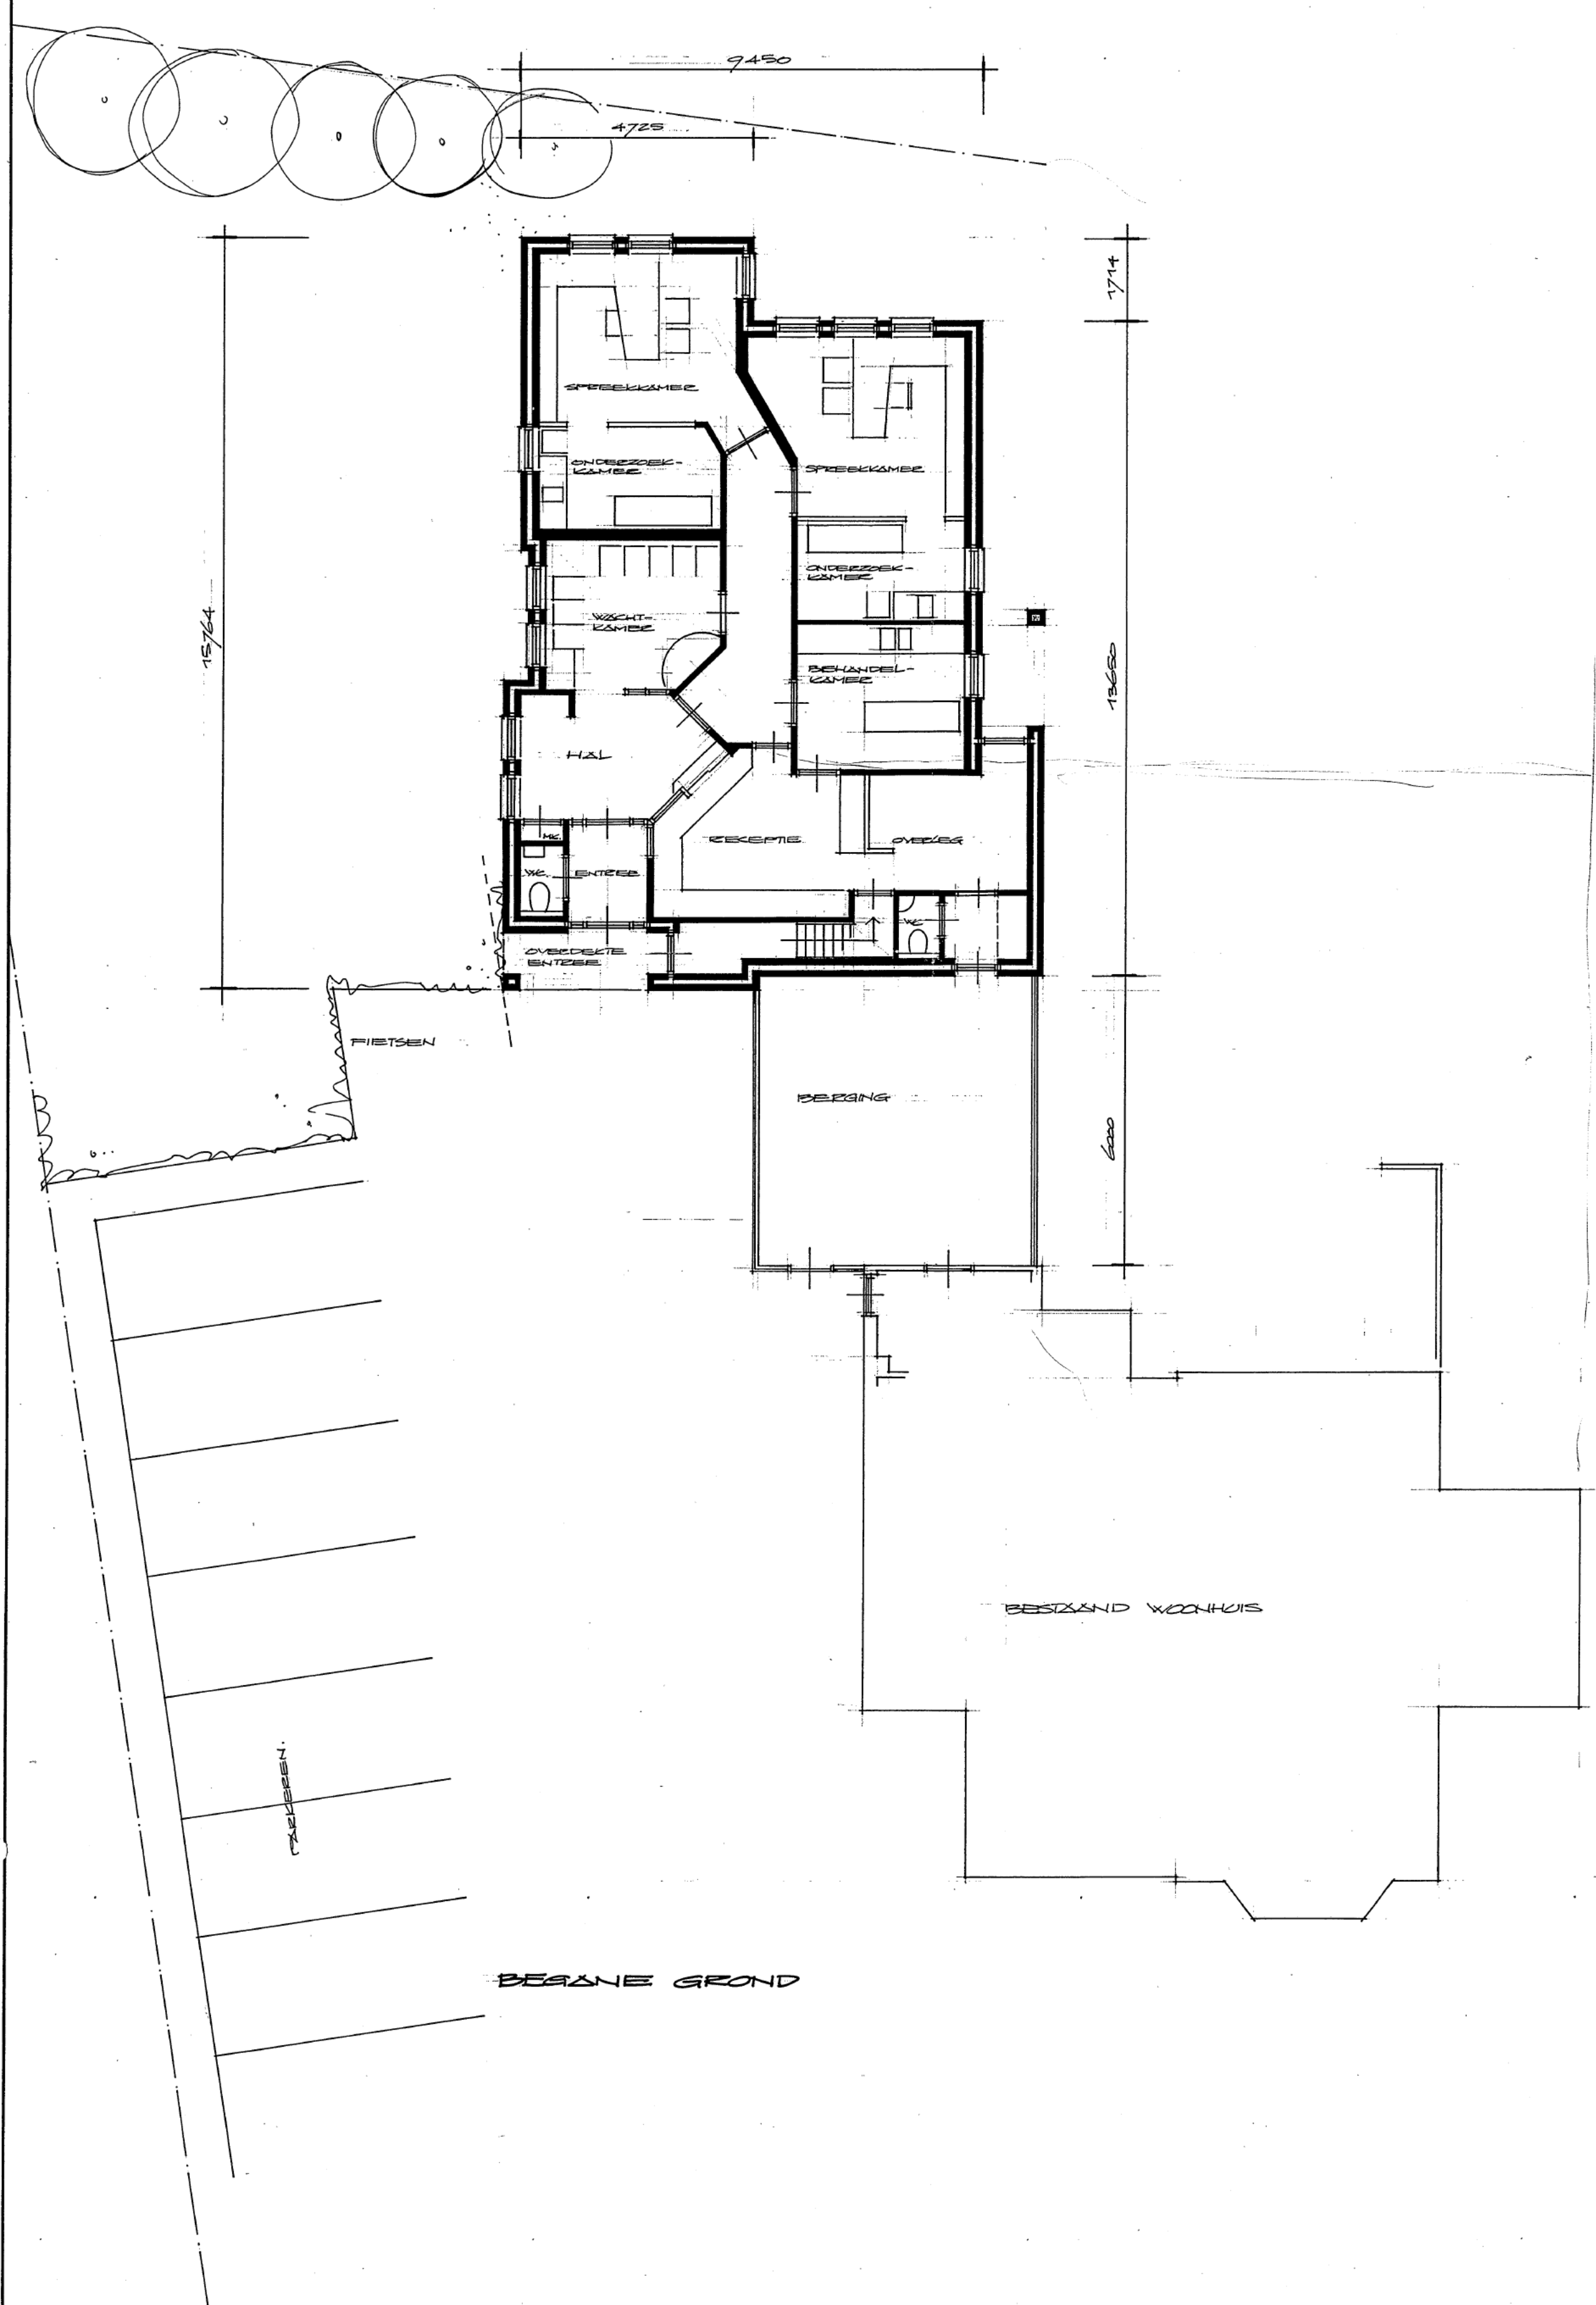 9450
4725
1714
SPREEKKAMER
SPREEKKAMER
ONDERZOEK-
KAMER
ONDERZOEK-
KAMER
15764
WACHT-
KAMER
BEHANDEL-
KAMER
13650
HAL
MK.
RECEPTIE
OVERLEG
WC.
ENTREE
WC
OVERDEKTE
ENTREE
FIETSEN
BERGING
6000
BESTAAND WOONHUIS
PARKEREN.
BEGANE GROND